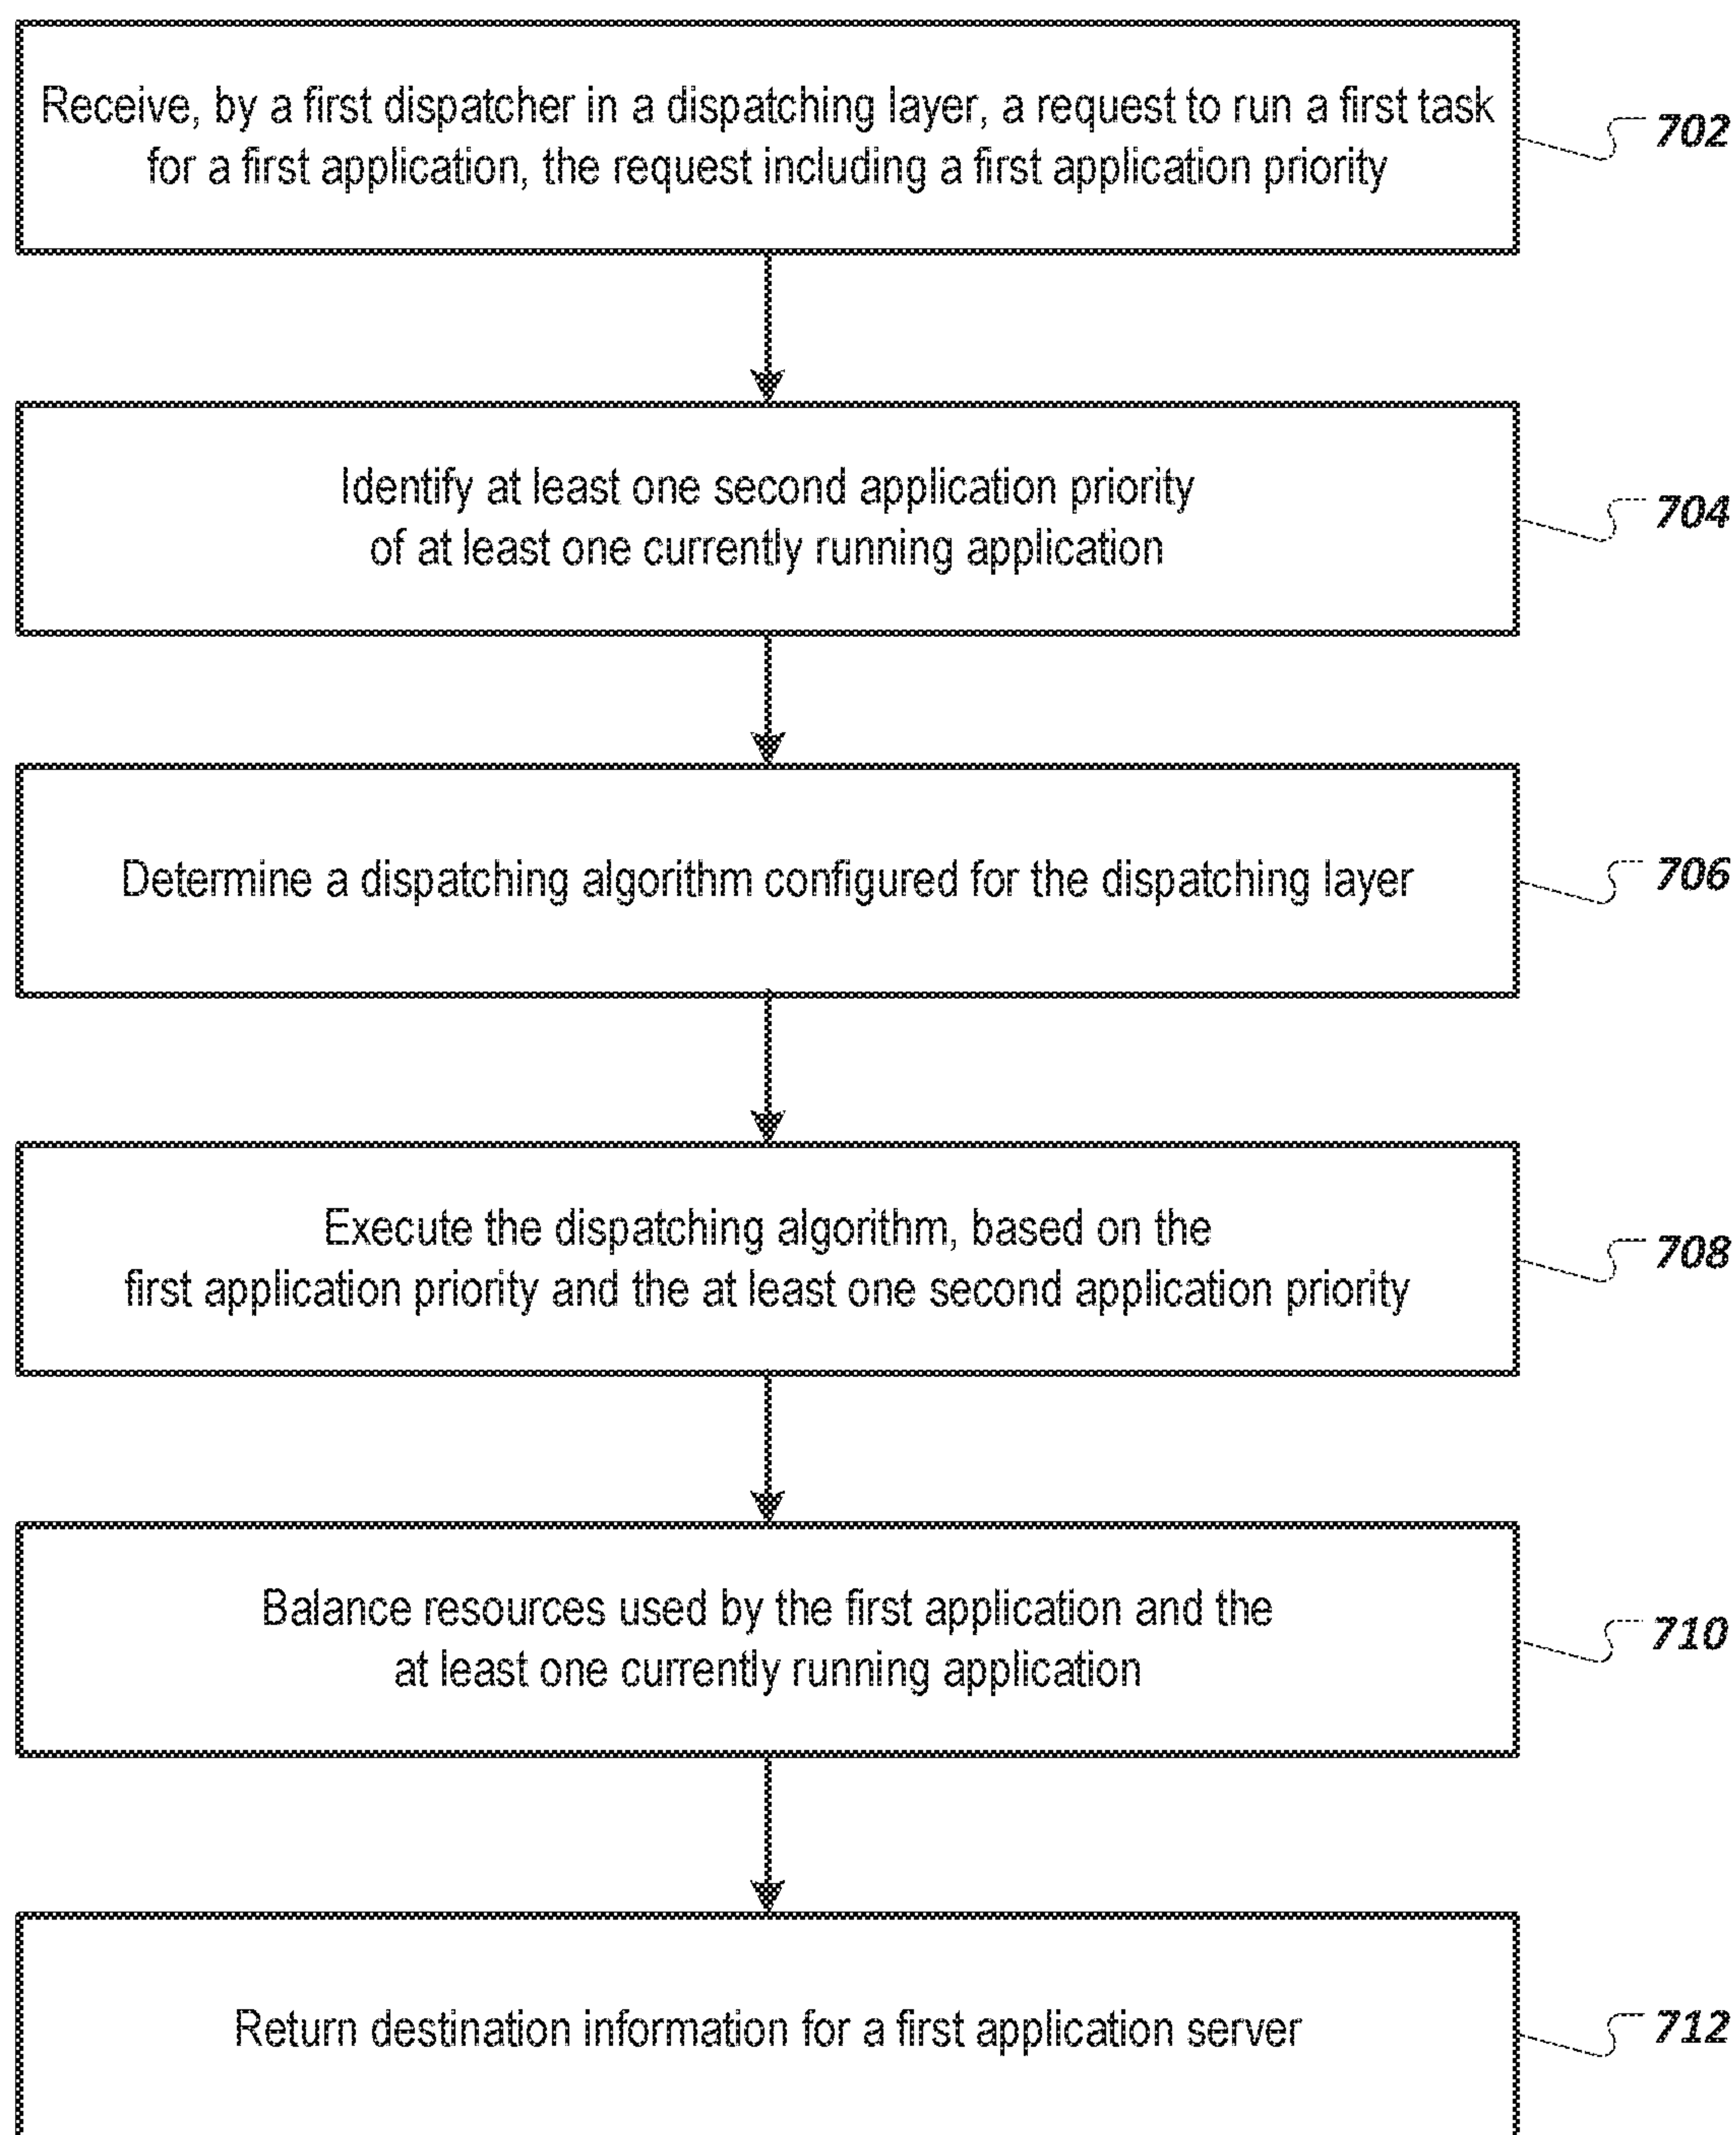 Receive, by a first dispatcher in a dispatching layer, a request to run a first task
for a first application, the request including a first application priority
702
Identify at least one second application priority
of at least one currently running application
704
Determine a dispatching algorithm configured for the dispatching layer
706
Execute the dispatching algorithm, based on the
first application priority and the at least one second application priority
708
Balance resources used by the first application and the
at least one currently running application
710
Return destination information for a first application server
712